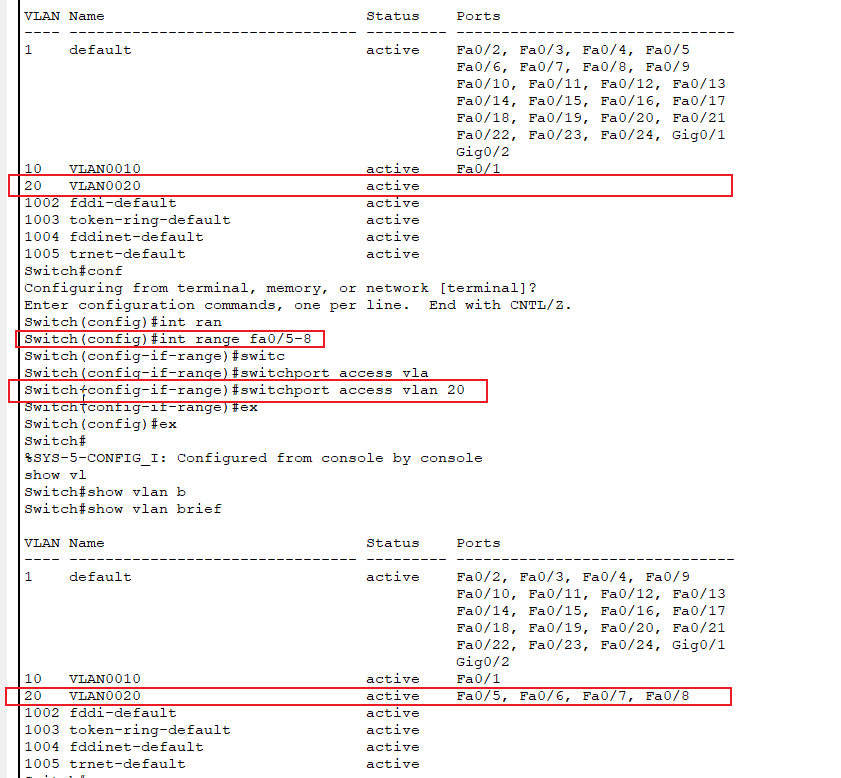 VLAN Name                             Status    Ports
---- -------------------------------- --------- -------------------------------
1    default                          active    Fa0/2, Fa0/3, Fa0/4, Fa0/5
                                                Fa0/6, Fa0/7, Fa0/8, Fa0/9
                                                Fa0/10, Fa0/11, Fa0/12, Fa0/13
                                                Fa0/14, Fa0/15, Fa0/16, Fa0/17
                                                Fa0/18, Fa0/19, Fa0/20, Fa0/21
                                                Fa0/22, Fa0/23, Fa0/24, Gig0/1
                                                Gig0/2
10   VLAN0010                         active    Fa0/1
20   VLAN0020                         active
1002 fddi-default                     active
1003 token-ring-default               active
1004 fddinet-default                  active
1005 trnet-default                    active
Switch#conf
Configuring from terminal, memory, or network [terminal]?
Enter configuration commands, one per line.  End with CNTL/Z.
Switch(config)#int ran
Switch(config)#int range fa0/5-8
Switch(config-if-range)#switc
Switch(config-if-range)#switchport access vla
Switch(config-if-range)#switchport access vlan 20
Switch(config-if-range)#ex
Switch(config)#ex
Switch#
%SYS-5-CONFIG_I: Configured from console by console
show vl
Switch#show vlan b
Switch#show vlan brief
VLAN Name                             Status    Ports
---- -------------------------------- --------- -------------------------------
1    default                          active    Fa0/2, Fa0/3, Fa0/4, Fa0/9
                                                Fa0/10, Fa0/11, Fa0/12, Fa0/13
                                                Fa0/14, Fa0/15, Fa0/16, Fa0/17
                                                Fa0/18, Fa0/19, Fa0/20, Fa0/21
                                                Fa0/22, Fa0/23, Fa0/24, Gig0/1
                                                Gig0/2
10   VLAN0010                         active    Fa0/1
20   VLAN0020                         active    Fa0/5, Fa0/6, Fa0/7, Fa0/8
1002 fddi-default                     active
1003 token-ring-default               active
1004 fddinet-default                  active
1005 trnet-default                    active